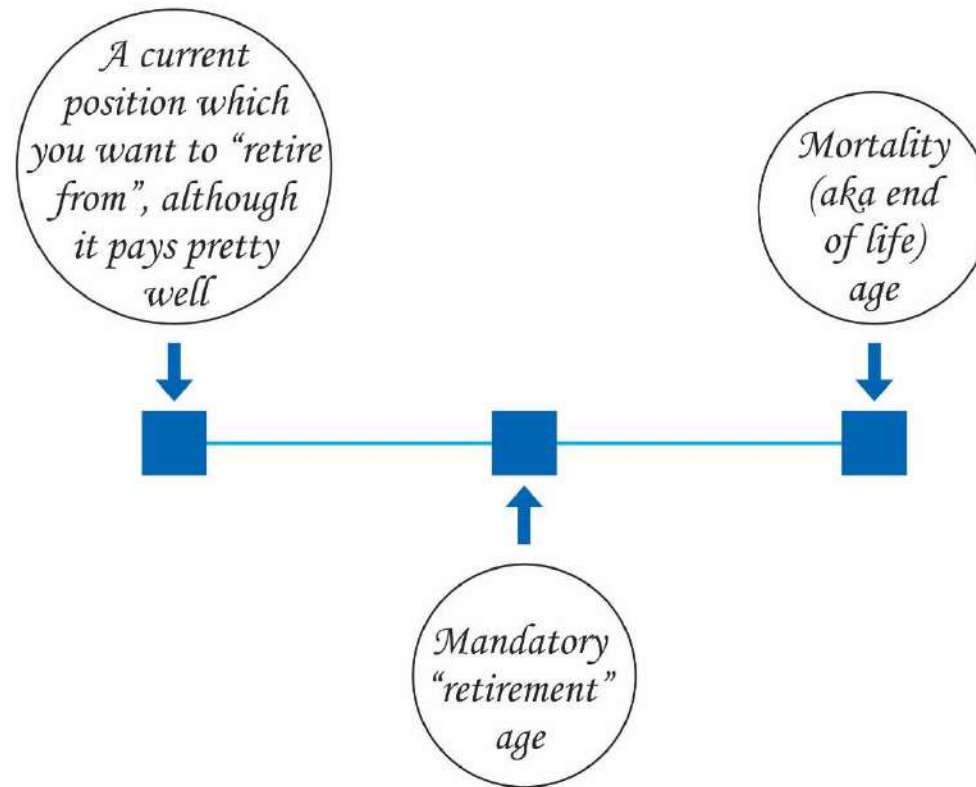 A current
position which
you want to “retire
from”, although
it pays pretty
well
Mortality
(aka end
of life)
age
Mandatory
“retirement”
age